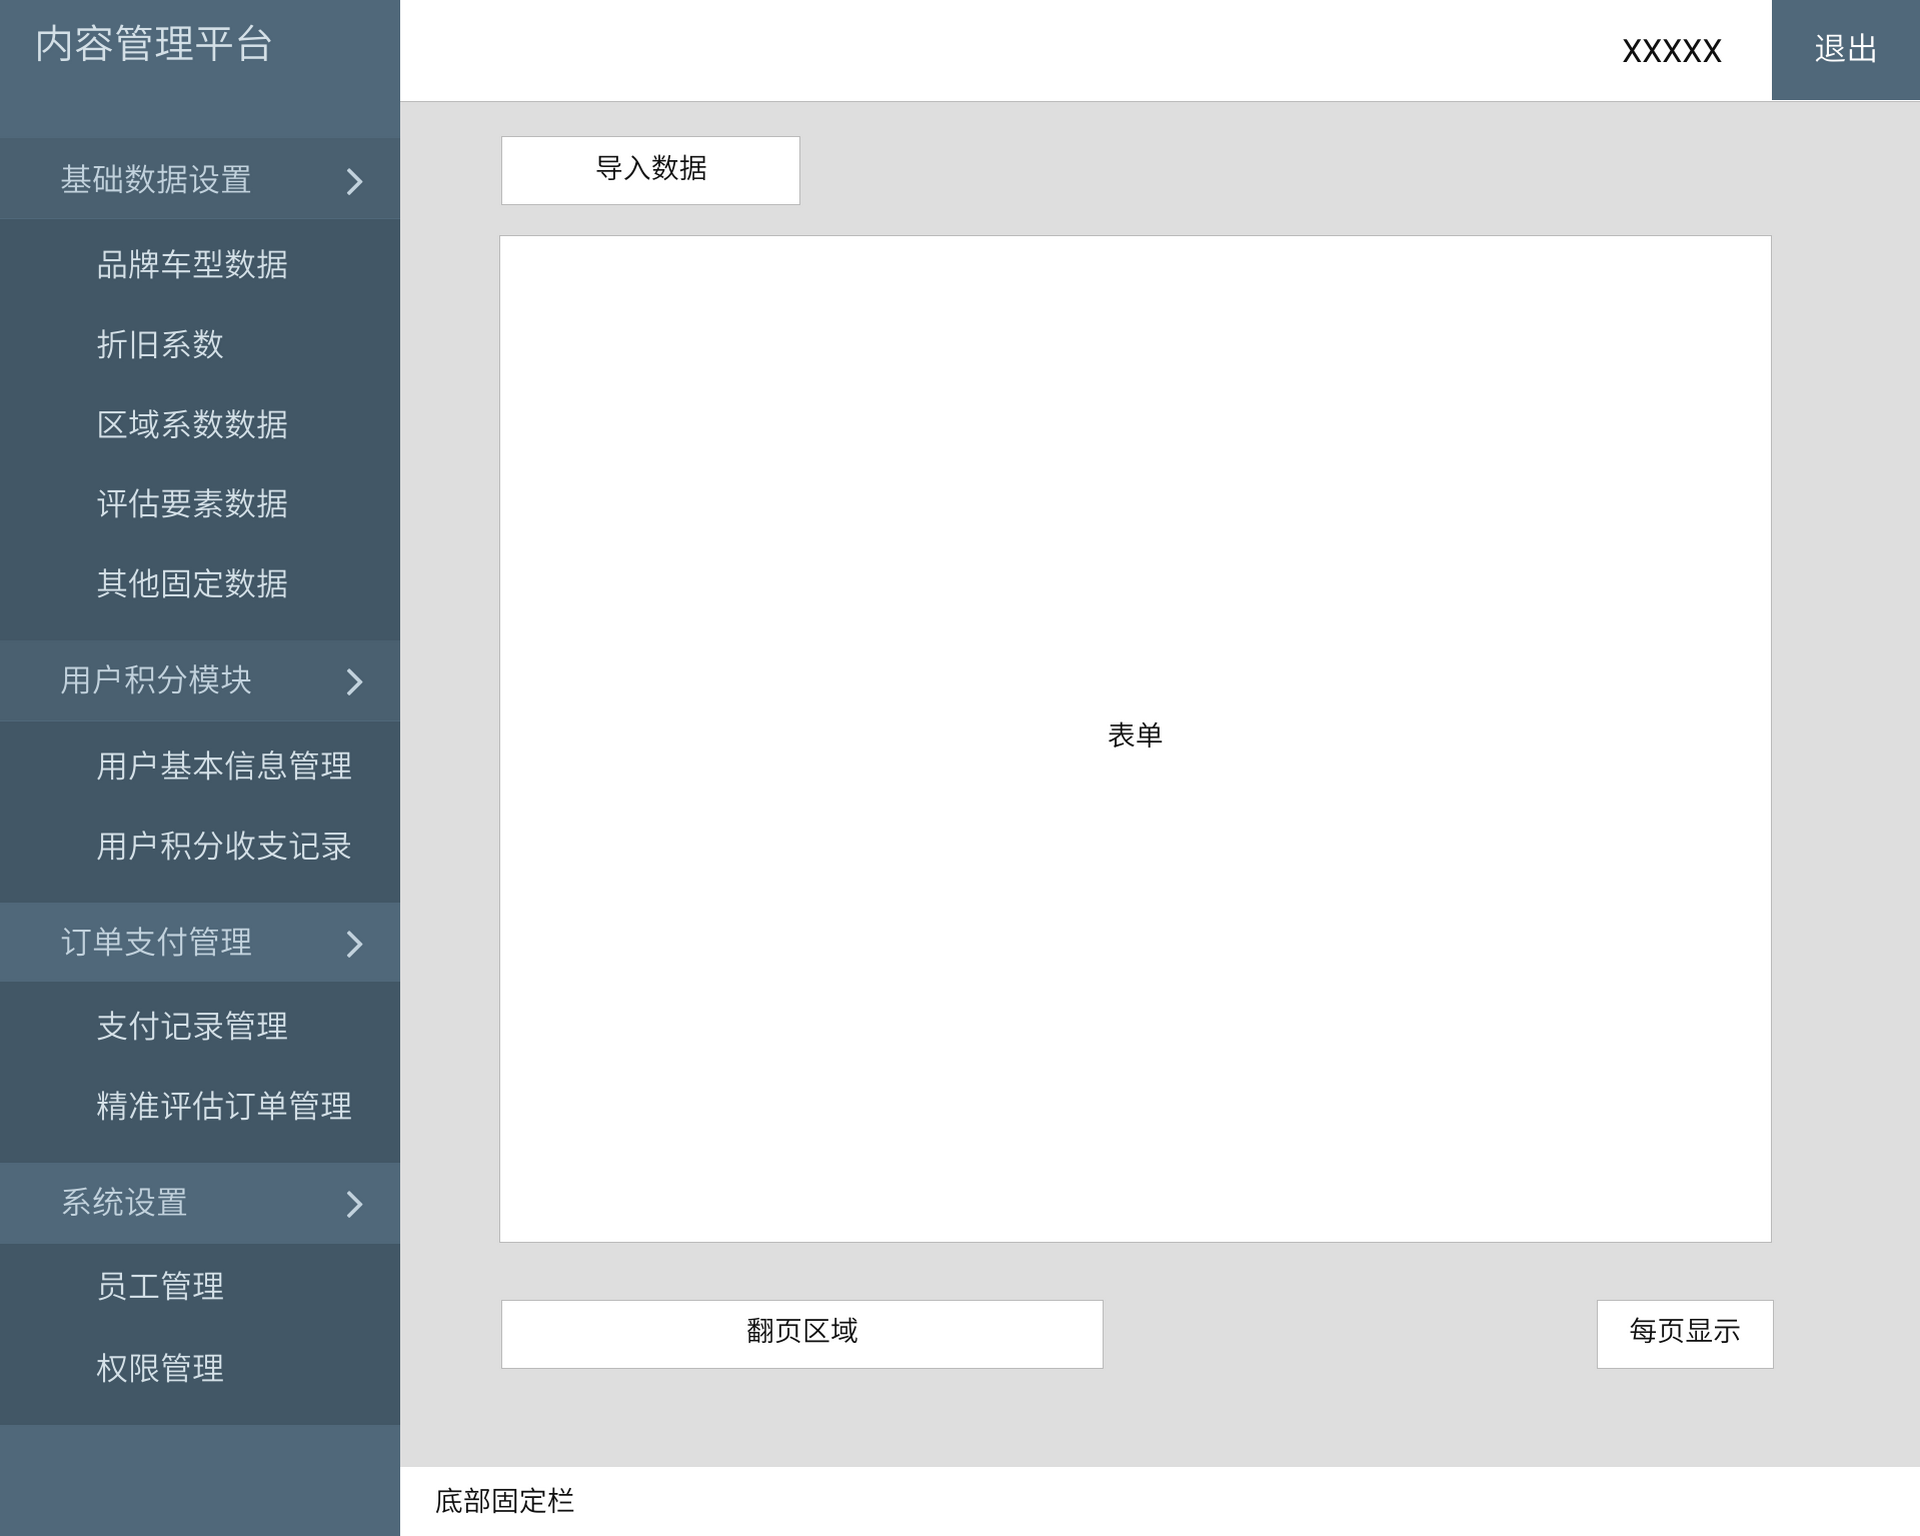 内容管理平台
XXXXX
退出
基础数据设置
品牌车型数据
折旧系数
区域系数数据
评估要素数据
其他固定数据
用户积分模块
用户基本信息管理
用户积分收支记录
订单支付管理
支付记录管理
精准评估订单管理
系统设置
员工管理
权限管理
导入数据
表单
翻页区域
每页显示
底部固定栏